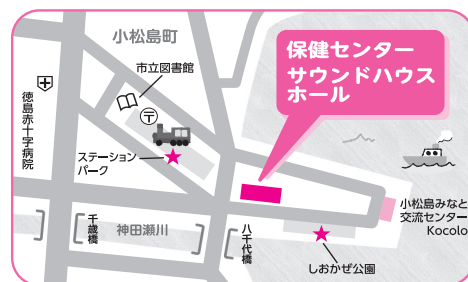 小松島町
市立図書館
保健センター
サウンドハウス
ホール
徳島赤十字病院
〒
ステーション
パーク
小松島みなと
交流センター
Kocolo
千歳橋
神田瀬川
八千代橋
しおかぜ公園